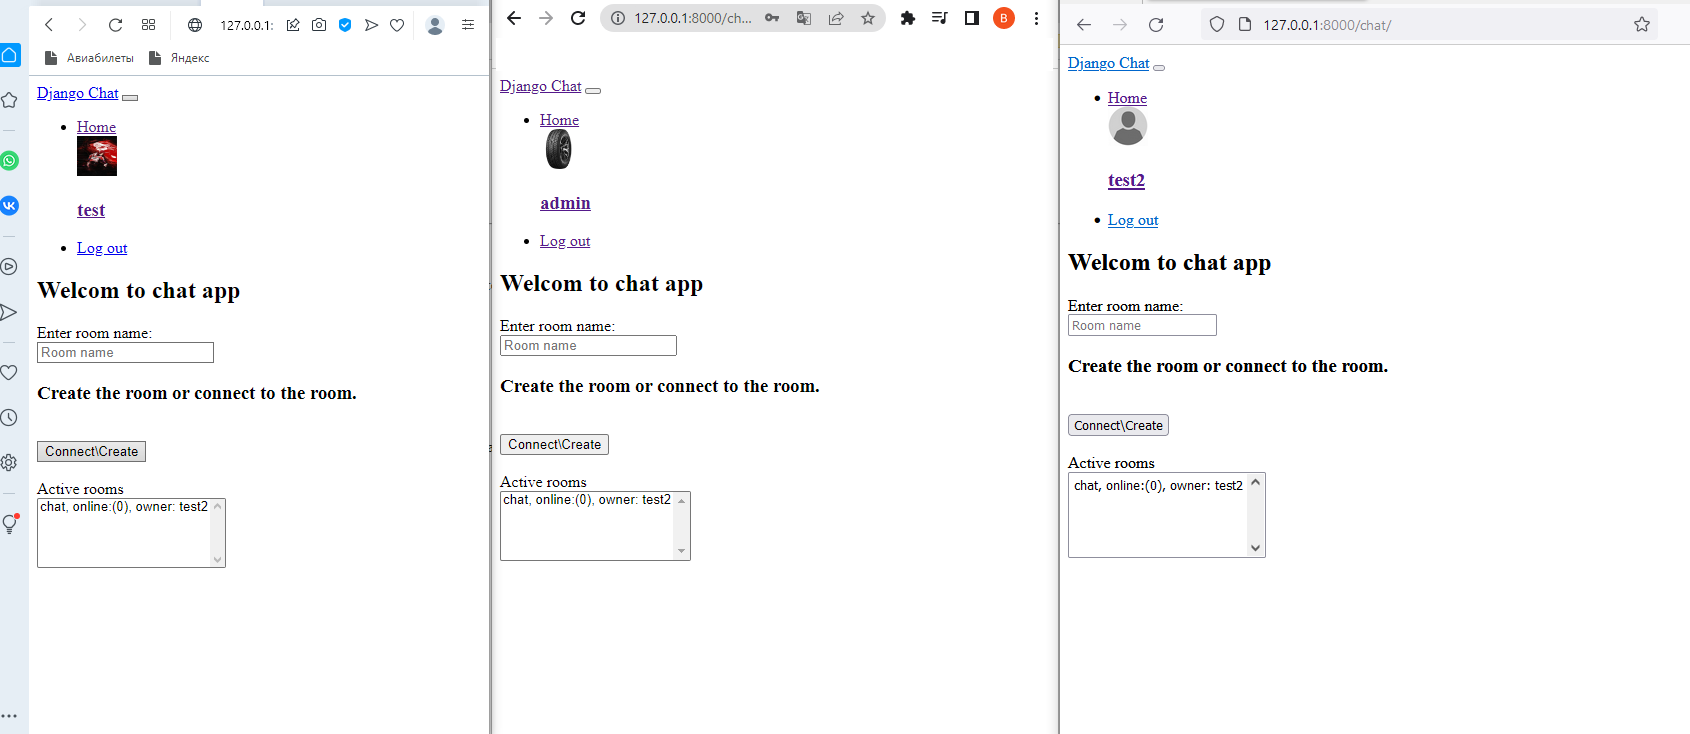 127.0.0.1:
Авиабилеты Яндекс
Django Chat
Home
test
Log out
Welcom to chat app
Enter room name:
Room name
Create the room or connect to the room.
Connect\Create
Active rooms
chat, online:(0), owner: test2
127.0.0.1:8000/ch...
B
Django Chat
Home
admin
Log out
Welcom to chat app
Enter room name:
Room name
Create the room or connect to the room.
Connect\Create
Active rooms
chat, online:(0), owner: test2
127.0.0.1:8000/chat/
Django Chat
Home
test2
Log out
Welcom to chat app
Enter room name:
Room name
Create the room or connect to the room.
Connect\Create
Active rooms
chat, online:(0), owner: test2